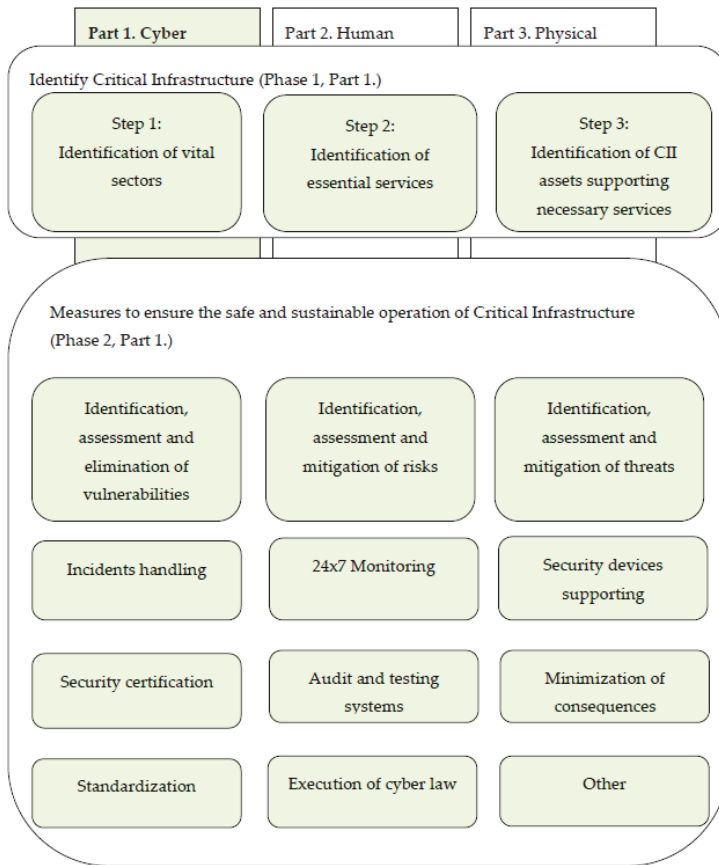 Part 1. Cyber
Part 2. Human
Part 3. Physical
Identify Critical Infrastructure (Phase 1, Part 1.)
Step 1:
Identification of vital
sectors
Step 2:
Identification of
essential services
Step 3:
Identification of CII
assets supporting
necessary services
Measures to ensure the safe and sustainable operation of Critical Infrastructure
(Phase 2, Part 1.)
Identification,
assessment and
elimination of
vulnerabilities
Identification,
assessment and
mitigation of risks
Identification,
assessment and
mitigation of threats
Incidents handling
24x7 Monitoring
Security devices
supporting
Security certification
Audit and testing
systems
Minimization of
consequences
Standardization
Execution of cyber law
Other